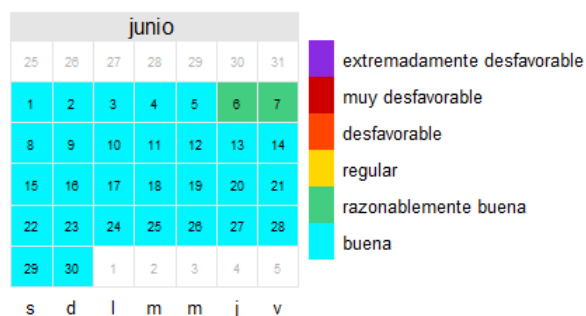 junio
25 26 27 28 29 30 31
1 2 3 4 5 6 7
8 9 10 11 12 13 14
15 16 17 18 19 20 21
22 23 24 25 26 27 28
29 30 1 2 3 4 5
s d l m m j v
extremadamente desfavorable
muy desfavorable
desfavorable
regular
razonablemente buena
buena